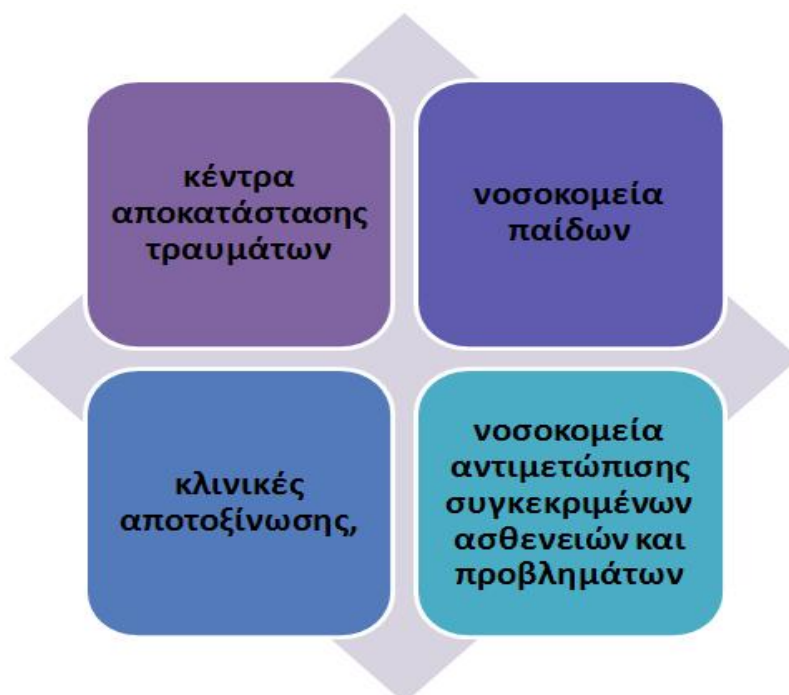 κέντρα
αποκατάστασης
τραυμάτων
νοσοκομεία
παίδων
κλινικές
αποτοξίνωσης,
νοσοκομεία
αντιμετώπισης
συγκεκριμένων
ασθενειών και
προβλημάτων